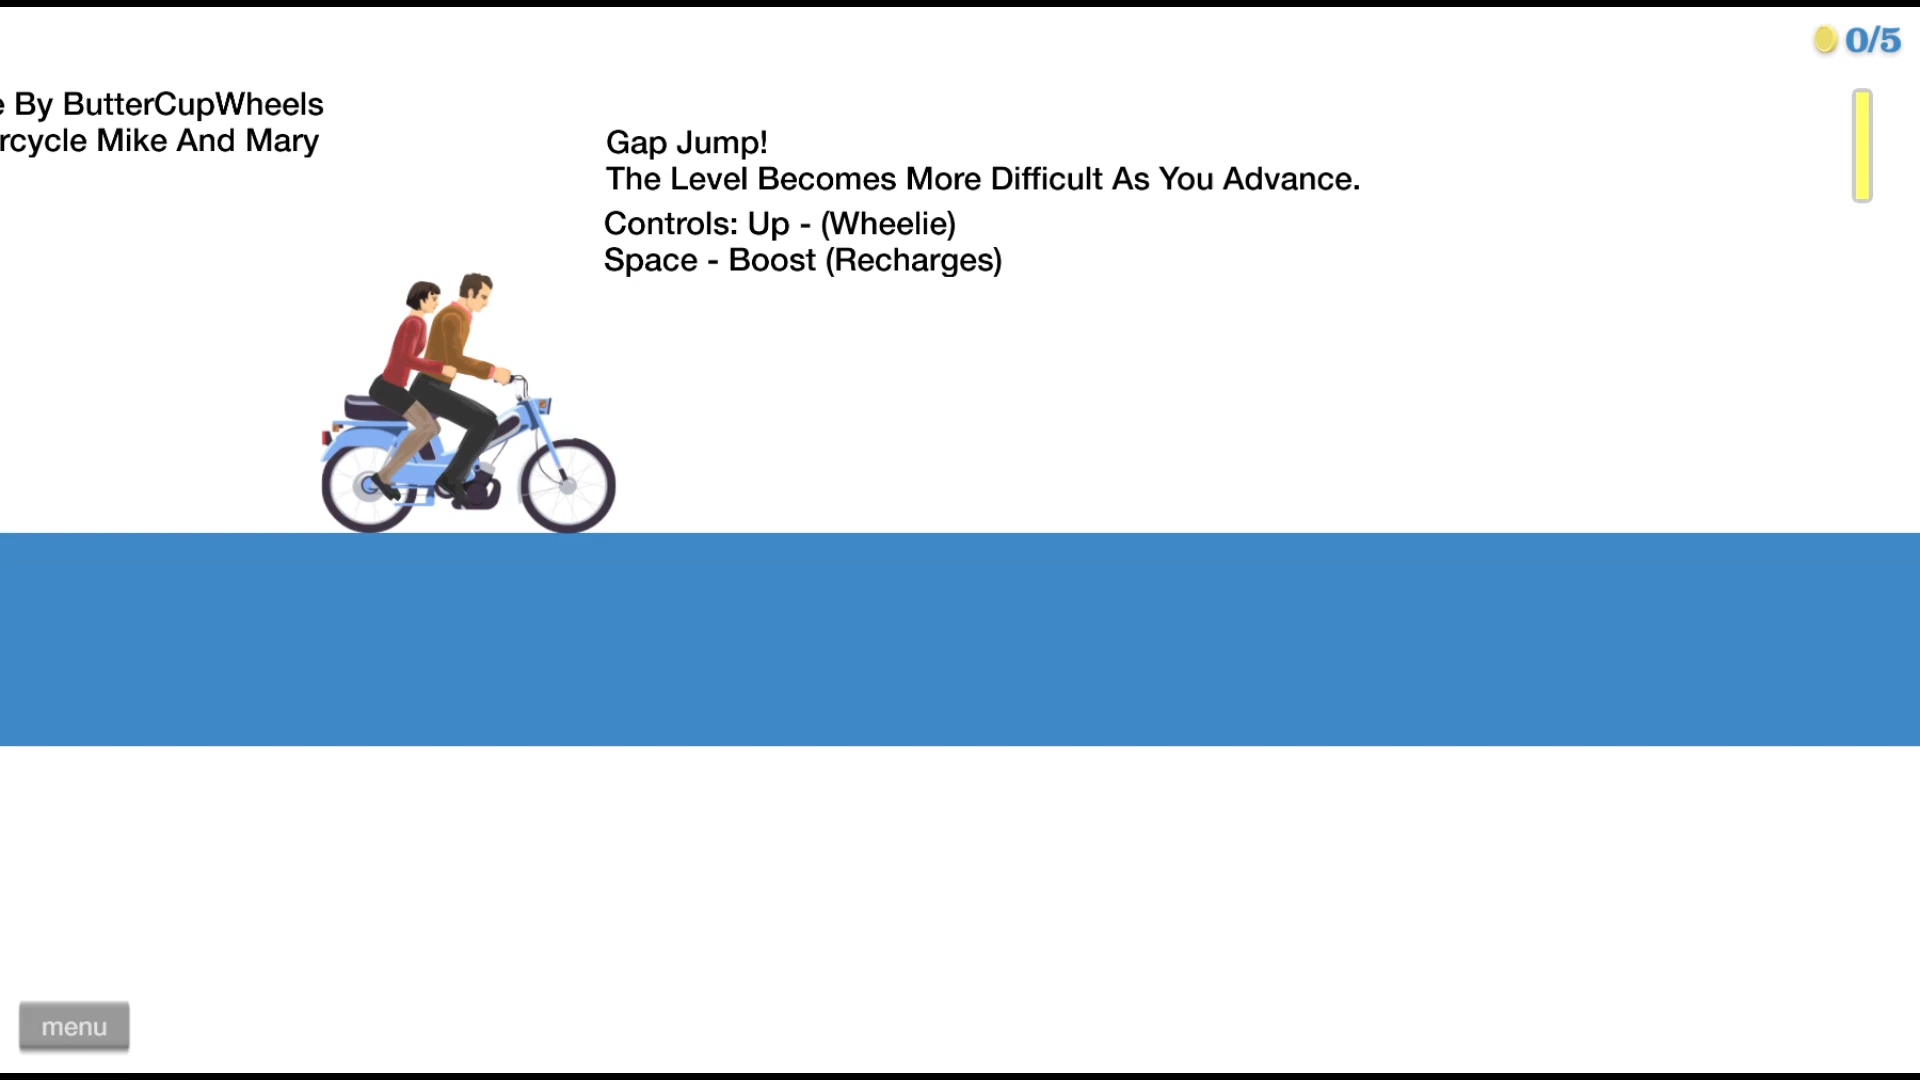 0/5
e By ButterCupWheels
rcycle Mike And Mary
Gap Jump!
The Level Becomes More Difficult As You Advance.
Controls: Up - (Wheelie)
Space - Boost (Recharges)
menu